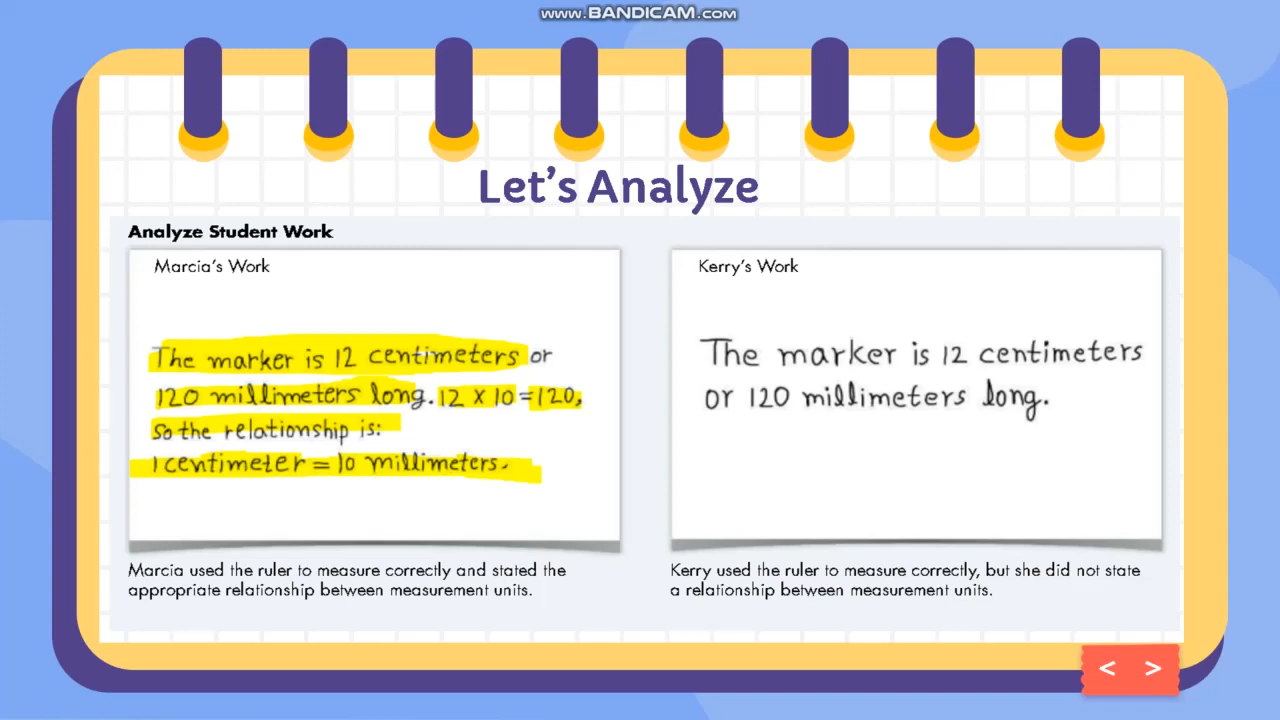 www.BANDICAM.com
Let's Analyze
Analyze Student Work
Marcia's Work
The marker is 12 centimeters or
120 millimeters long. 12 x 10 = 120,
so the relationship is:
1 centimeter = 10 millimeters.
Marcia used the ruler to measure correctly and stated the
appropriate relationship between measurement units.
Kerry's Work
The marker is 12 centimeters
or 120 millimeters long.
Kerry used the ruler to measure correctly, but she did not state
a relationship between measurement units.
< >